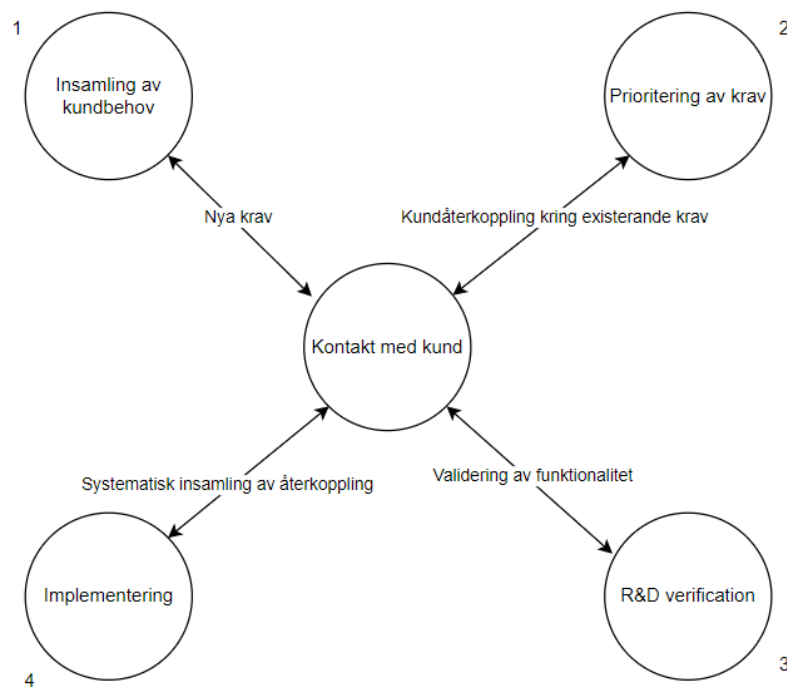 1
2
Insamling av
kundbehov
Prioritering av krav
Nya krav
Kundåterkoppling kring existerande krav
Kontakt med kund
Systematisk insamling av återkoppling
Validering av funktionalitet
Implementering
R&D verification
4
3